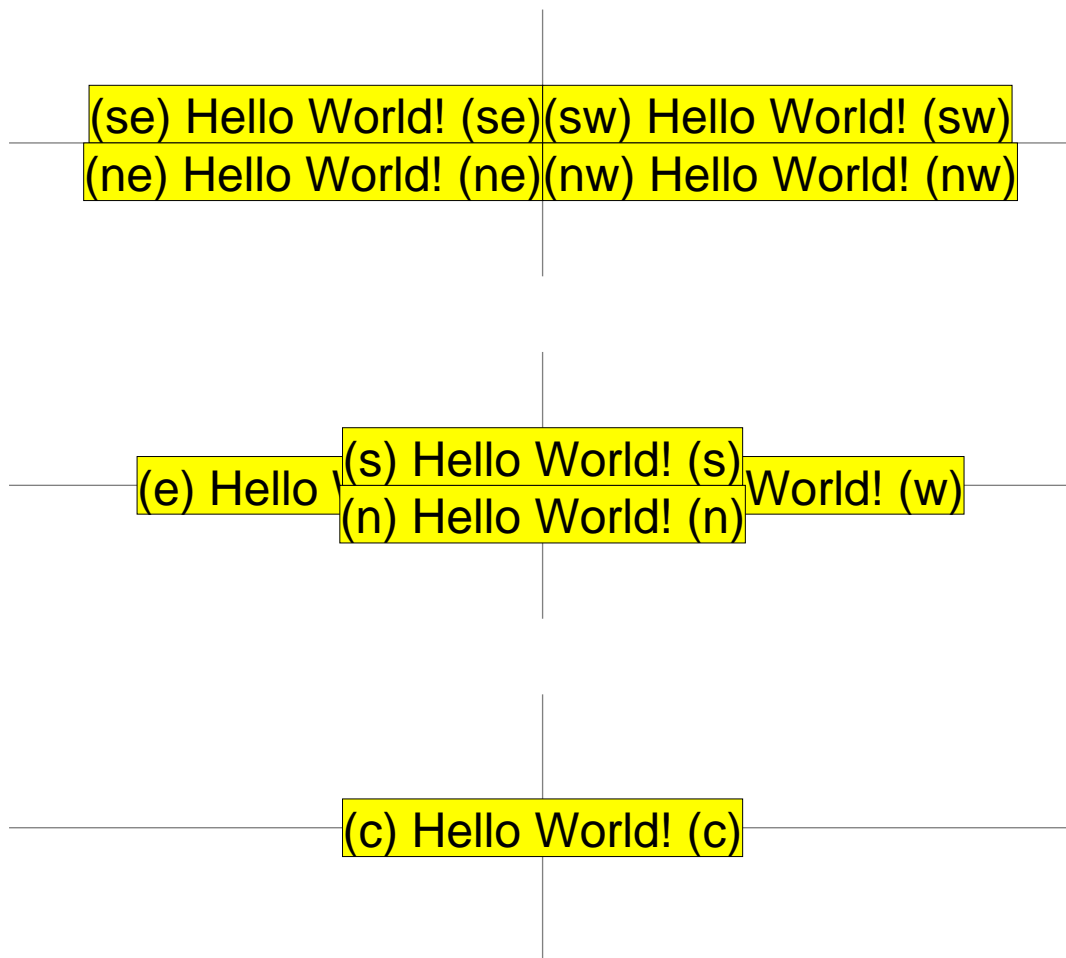 (se) Hello World! (se)(sw) Hello World! (sw)
(ne) Hello World! (ne)(nw) Hello World! (nw)
(s) Hello World! (s)
(e) Hello World! (w)
(n) Hello World! (n)
(c) Hello World! (c)